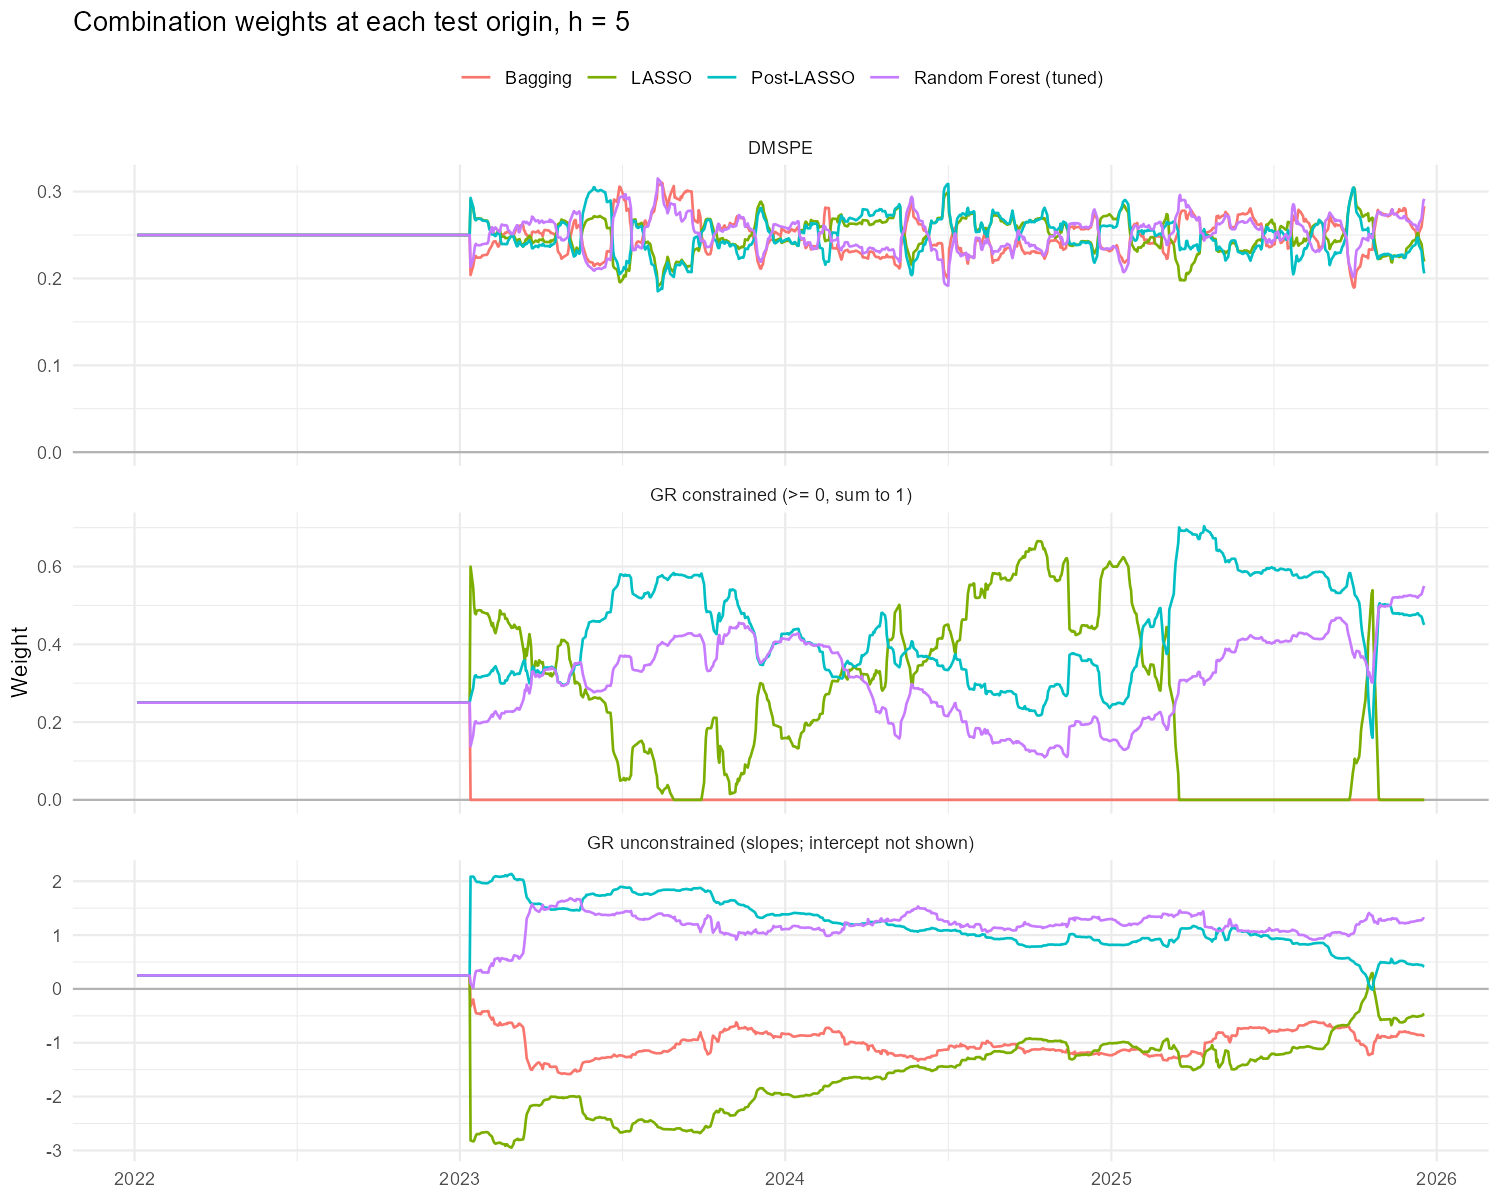 Combination weights at each test origin, h = 5
Bagging LASSO Post-LASSO Random Forest (tuned)
DMSPE
0.3
0.2
0.1
0.0
GR constrained (>= 0, sum to 1)
0.6
0.4
0.2
0.0
Weight
GR unconstrained (slopes; intercept not shown)
2
1
0
-1
-2
-3
2022 2023 2024 2025 2026